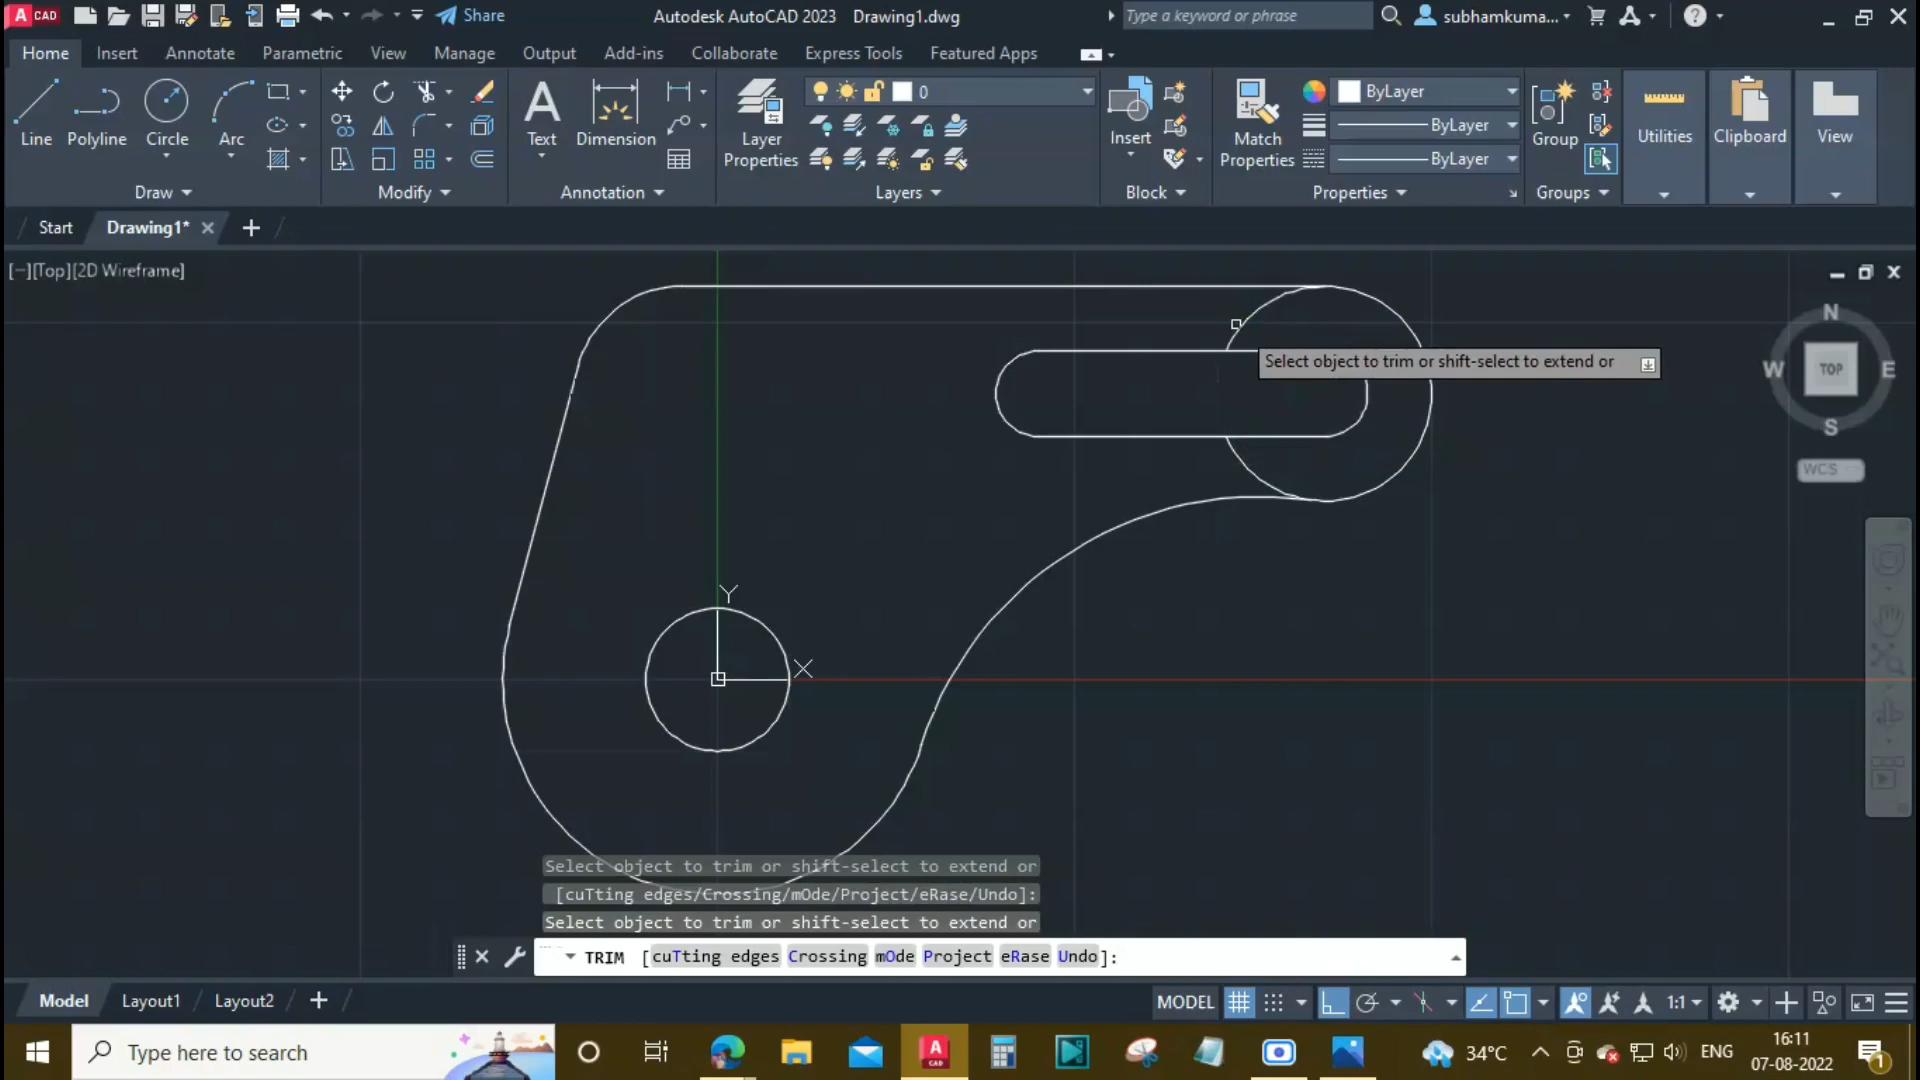 A CAD
Share
Autodesk AutoCAD 2023 Drawing1.dwg
Type a keyword or phrase
subhamkuma...
Home Insert Annotate Parametric View Manage Output Add-ins Collaborate Express Tools Featured Apps
Line Polyline Circle Arc
Draw
Modify
Text Dimension
Annotation
Layer
Properties
0
Layers
Insert
Block
Match
Properties
ByLayer
ByLayer
ByLayer
Properties
Group
Groups
Utilities
Clipboard
View
Start Drawing1*
[−][Top][2D Wireframe]
N
W TOP E
S
WCS
Select object to trim or shift-select to extend or
Y
X
Select object to trim or shift-select to extend or
[cuTting edges/Crossing/mOde/Project/eRase/Undo]:
Select object to trim or shift-select to extend or
TRIM [cuTting edges Crossing mOde Project eRase Undo]:
Model Layout1 Layout2
MODEL 1:1
Type here to search
A CAD
34°C
ENG
16:11
07-08-2022
1